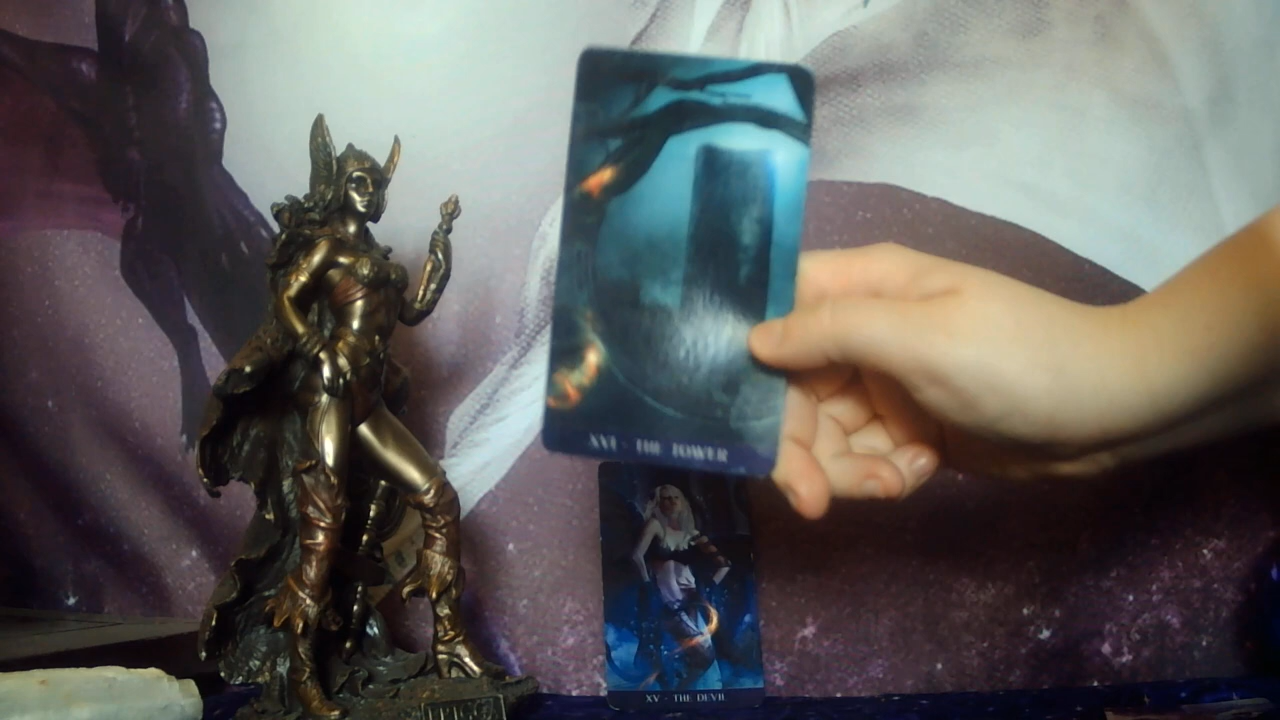 XVI · THE TOWER
XV · THE DEVIL